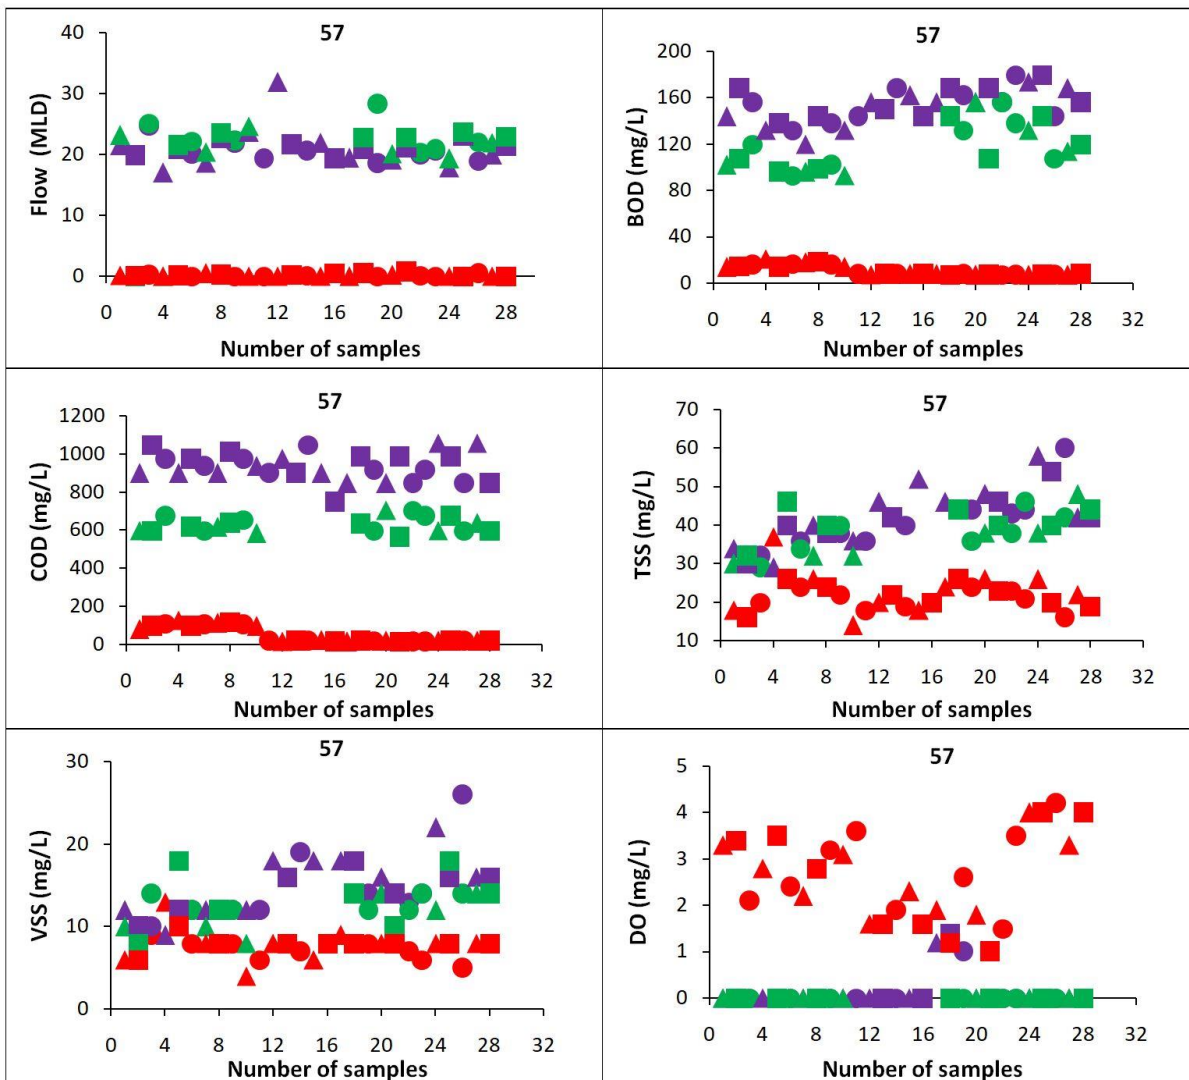 57
Flow (MLD)
40
30
20
10
0
0 4 8 12 16 20 24 28
Number of samples
57
BOD (mg/L)
200
160
120
80
40
0
0 4 8 12 16 20 24 28 32
Number of samples
57
COD (mg/L)
1200
1000
800
600
400
200
0
0 4 8 12 16 20 24 28 32
Number of samples
57
TSS (mg/L)
70
60
50
40
30
20
10
0 4 8 12 16 20 24 28 32
Number of samples
57
VSS (mg/L)
30
20
10
0
0 4 8 12 16 20 24 28 32
Number of samples
57
DO (mg/L)
5
4
3
2
1
0
0 4 8 12 16 20 24 28 32
Number of samples